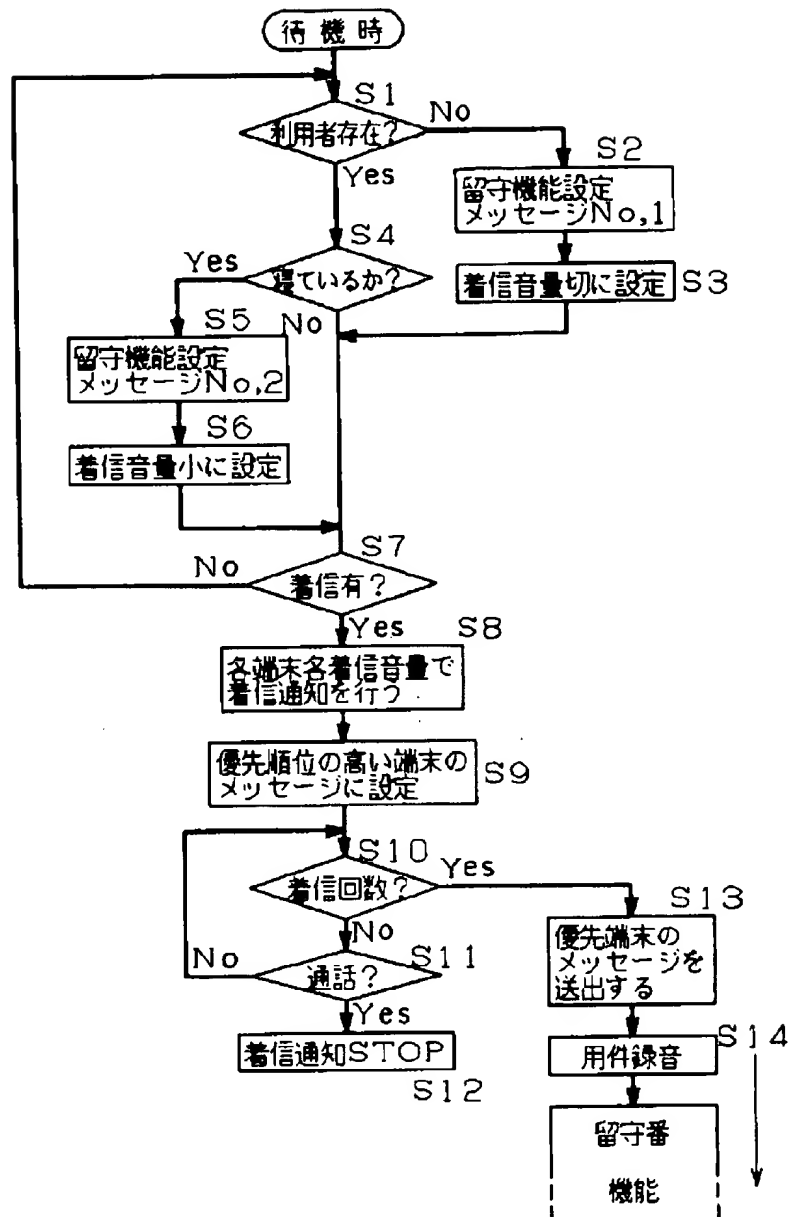 待機時
S1
利用者存在?
No
Yes
S2
留守機能設定
メッセージNo,1
着信音量切に設定
S3
S4
寝ているか?
Yes
No
S5
留守機能設定
メッセージNo,2
S6
着信音量小に設定
S7
着信有?
No
Yes
S8
各端末各着信音量で
着信通知を行う
優先順位の高い端末の
メッセージに設定
S9
S10
着信回数?
Yes
No
S11
通話?
No
Yes
着信通知STOP
S12
S13
優先端末の
メッセージを
送出する
S14
用件録音
留守番
機能